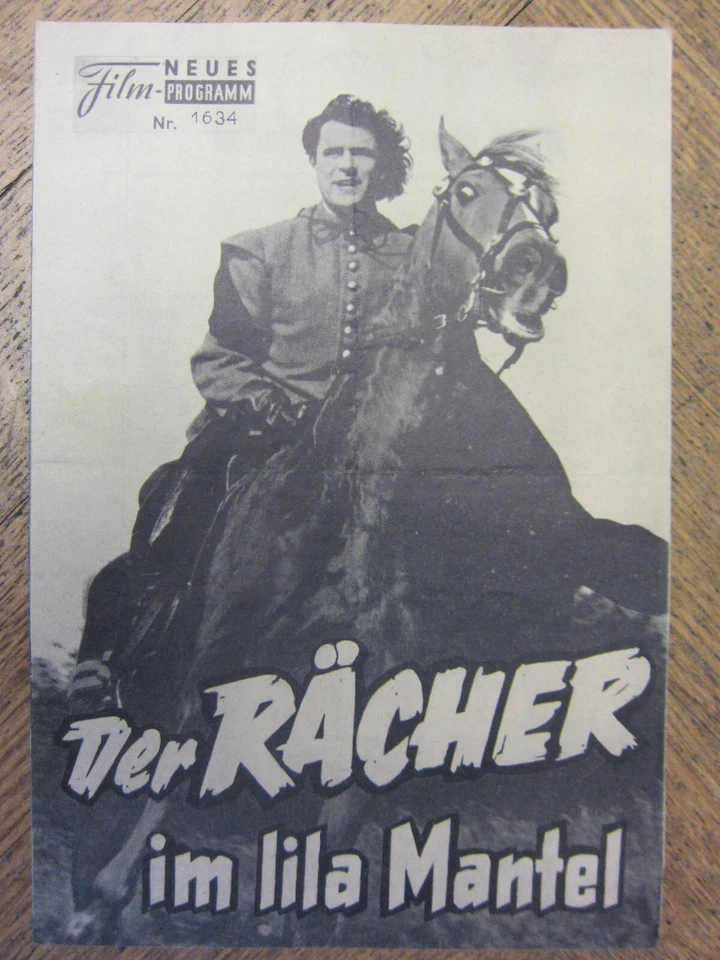 NEUES
Film-PROGRAMM
Nr. 1634
Der RÄCHER
im lila Mantel